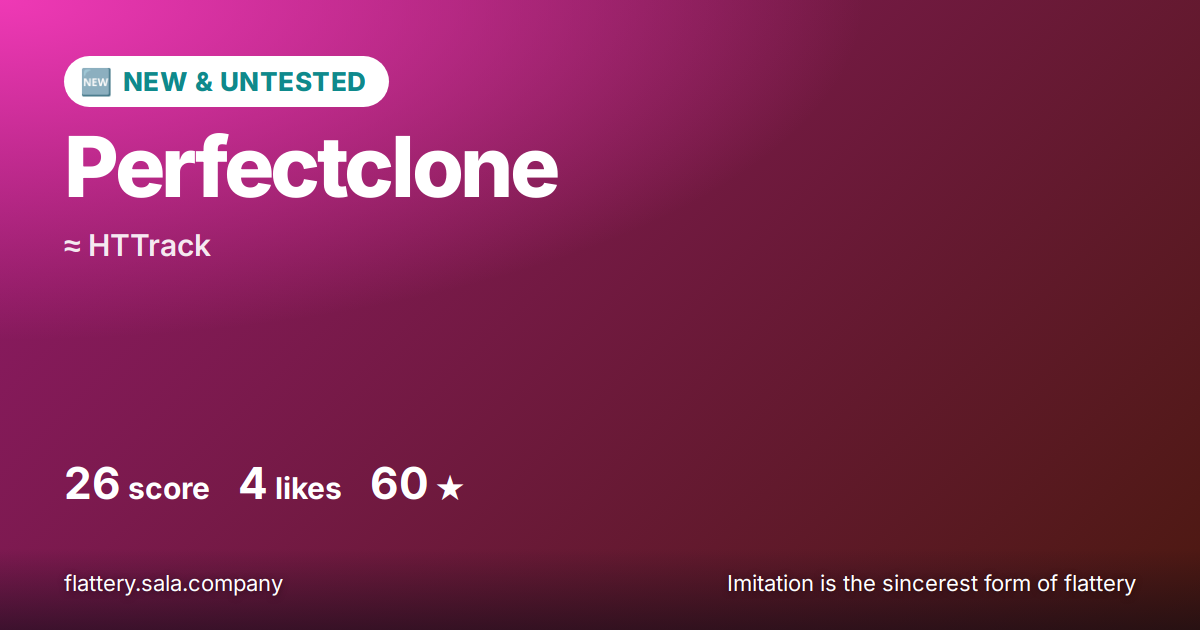 🆕 NEW & UNTESTED
Perfectclone
≈ HTTrack
26 score 4 likes 60 ★
flattery.sala.company
Imitation is the sincerest form of flattery